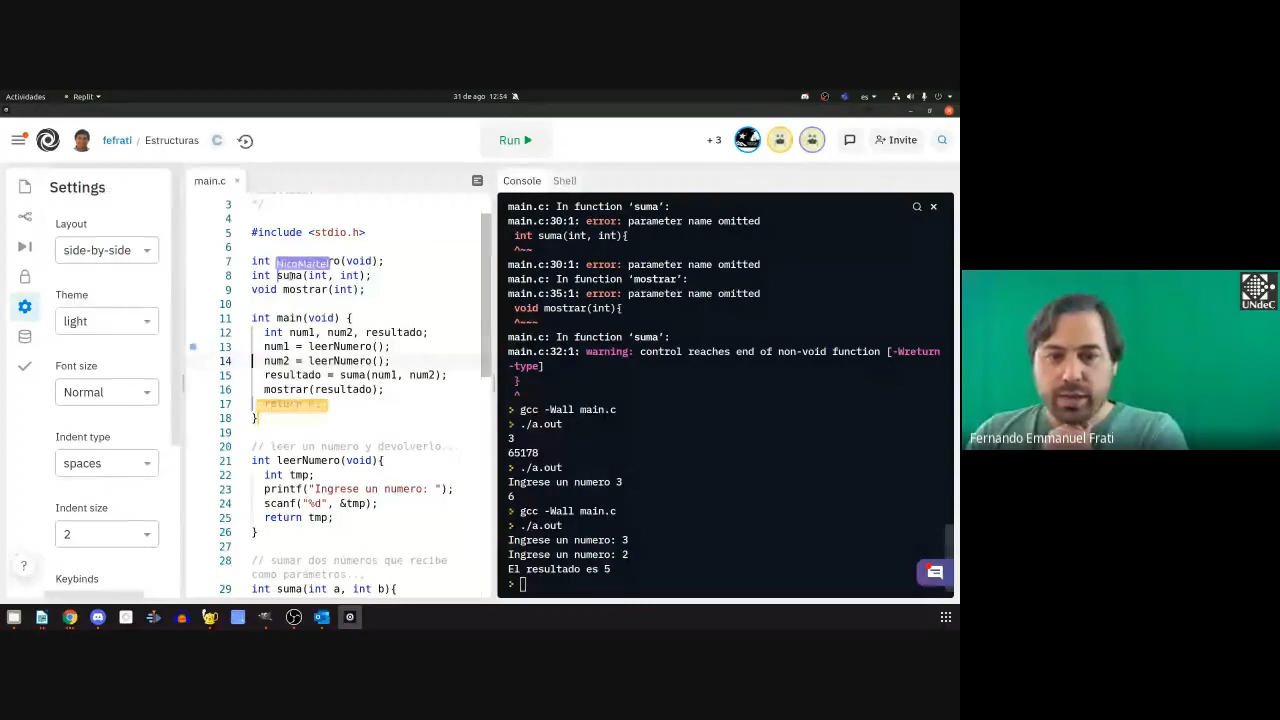 Actividades
Replit
31 de ago 12:54
es
fefrati / Estructuras
C
Run
+ 3
Invite
Settings
Layout
side-by-side
Theme
light
Font size
Normal
Indent type
spaces
Indent size
2
Keybinds
?
main.c ×
3 */
4
5 #include <stdio.h>
6
7 int ro(void);
NicoMartel
8 int suma(int, int);
9 void mostrar(int);
10
11 int main(void) {
12 int num1, num2, resultado;
13 num1 = leerNumero();
14 num2 = leerNumero();
15 resultado = suma(num1, num2);
16 mostrar(resultado);
17
18 }
19
20 // leer un número y devolverlo...
21 int leerNumero(void){
22 int tmp;
23 printf("Ingrese un numero: ");
24 scanf("%d", &tmp);
25 return tmp;
26 }
27
28 // sumar dos números que recibe
como parámetros...
29 int suma(int a, int b){
Console Shell
main.c: In function ‘suma’:
main.c:30:1: error: parameter name omitted
int suma(int, int){
^~~
main.c:30:1: error: parameter name omitted
main.c: In function ‘mostrar’:
main.c:35:1: error: parameter name omitted
void mostrar(int){
^~~~
main.c: In function ‘suma’:
main.c:32:1: warning: control reaches end of non-void function [-Wreturn
-type]
}
^
> gcc -Wall main.c
> ./a.out
3
65178
> ./a.out
Ingrese un numero 3
6
> gcc -Wall main.c
> ./a.out
Ingrese un numero: 3
Ingrese un numero: 2
El resultado es 5
>
UNdeC
Fernando Emmanuel Frati